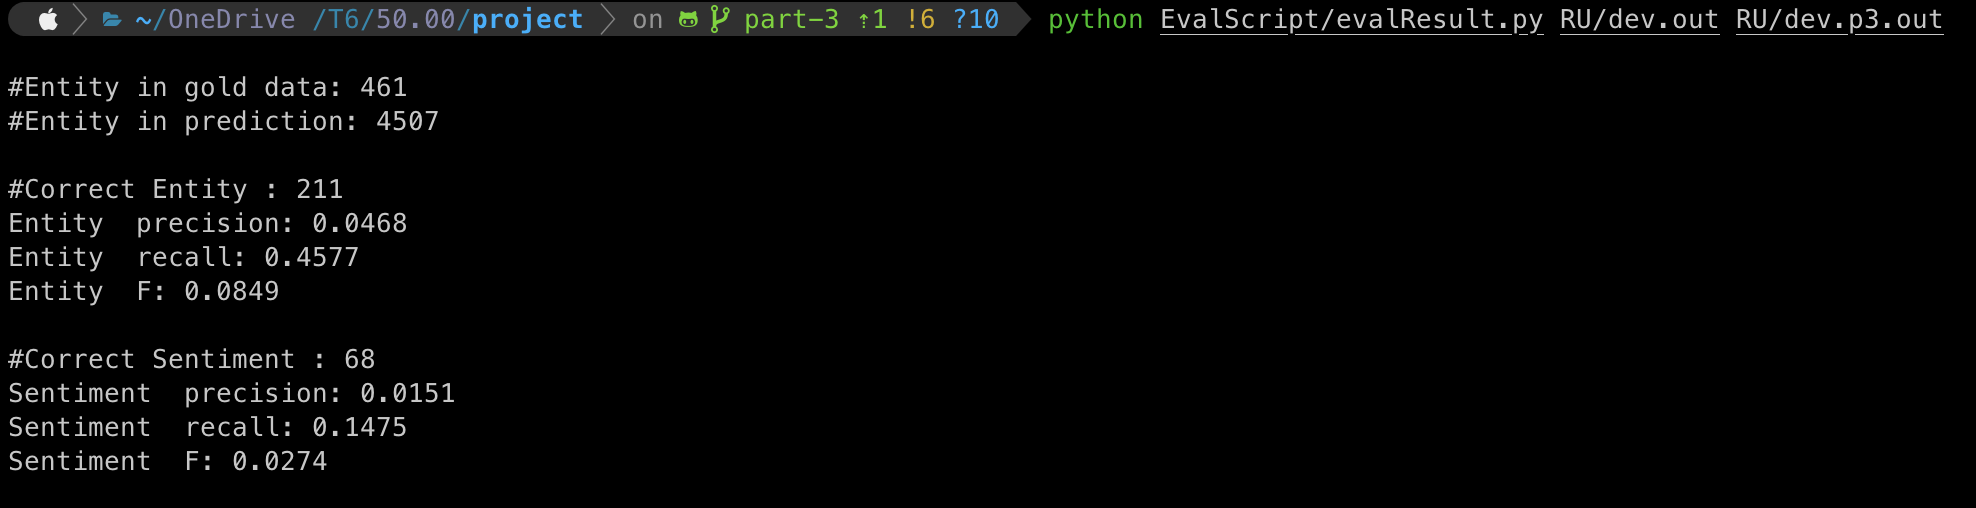 ~/OneDrive /T6/50.00/project on part-3 ↑1 !6 ?10 python EvalScript/evalResult.py RU/dev.out RU/dev.p3.out
#Entity in gold data: 461
#Entity in prediction: 4507
#Correct Entity : 211
Entity  precision: 0.0468
Entity  recall: 0.4577
Entity  F: 0.0849
#Correct Sentiment : 68
Sentiment  precision: 0.0151
Sentiment  recall: 0.1475
Sentiment  F: 0.0274